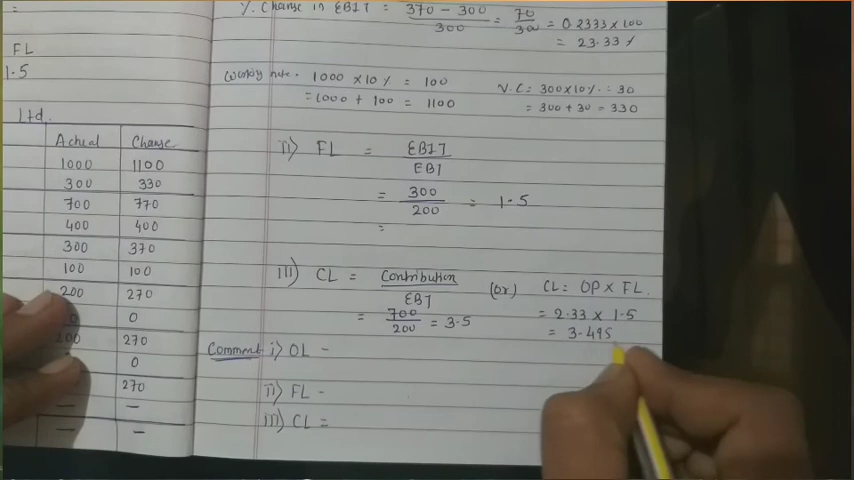 =
FL
1.5
Ltd.
Actual Change
1000 1100
300 330
700 770
400 400
300 370
100 100
200 270
0
200 270
0
270
— —
— —
% Change in EBIT = 370 - 300 / 300 = 70 / 300 = 0.2333 x 100
= 23.33 %
Working note. 1000 x 10% = 100
= 1000 + 100 = 1100
V.C = 300 x 10% = 30
= 300 + 30 = 330
ii) FL = EBIT / EBT
= 300 / 200 = 1.5
=
iii) CL = Contribution / EBT
= 700 / 200 = 3.5
(or) CL = OP x FL.
= 2.33 x 1.5
= 3.495
Comment i) OL -
ii) FL -
iii) CL =